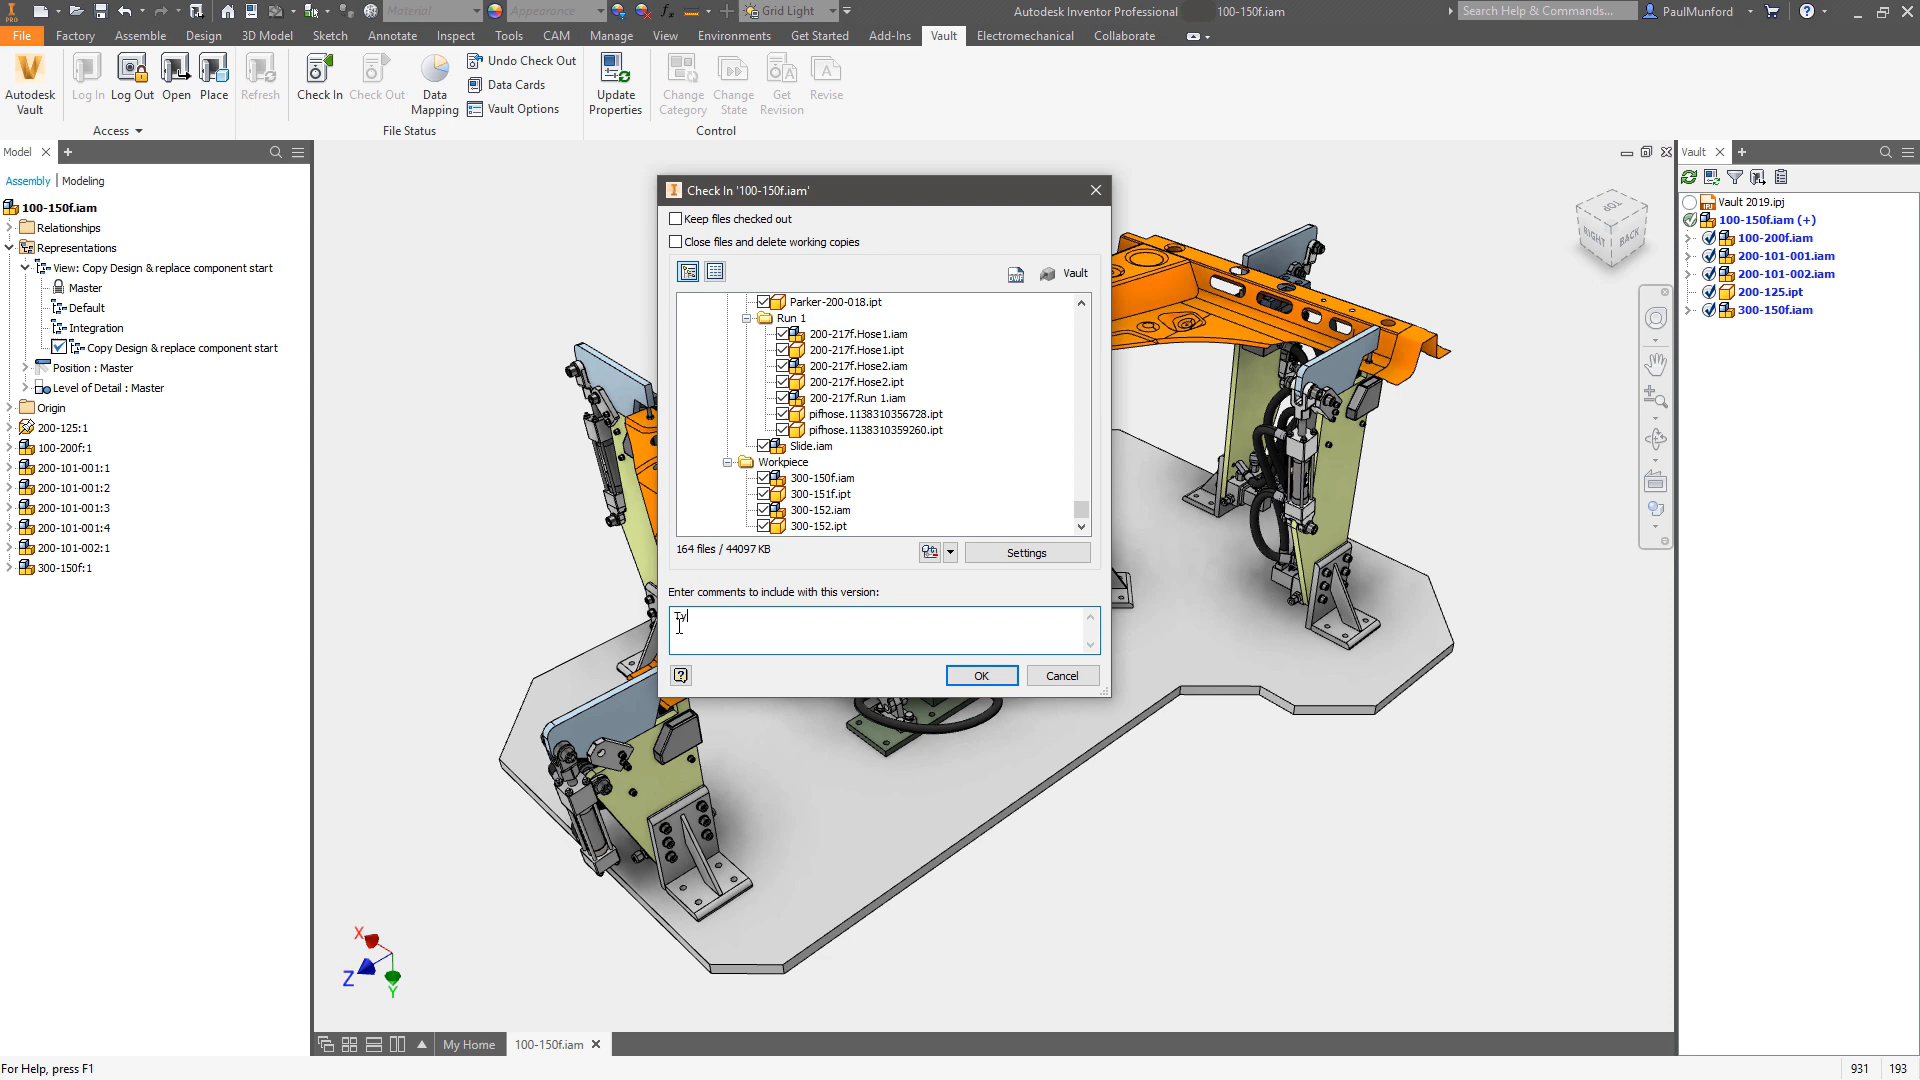 PRO
Material
Appearance
Grid Light
Autodesk Inventor Professional
100-150f.iam
Search Help & Commands...
PaulMunford
File
Factory
Assemble
Design
3D Model
Sketch
Annotate
Inspect
Tools
CAM
Manage
View
Environments
Get Started
Add-Ins
Vault
Electromechanical
Collaborate
Autodesk Vault
Log In
Log Out
Open
Place
Refresh
Check In
Check Out
Data Mapping
Undo Check Out
Data Cards
Vault Options
Update Properties
Change Category
Change State
Get Revision
Revise
Access
File Status
Control
Model
Assembly | Modeling
100-150f.iam
Relationships
Representations
View: Copy Design & replace component start
Master
Default
Integration
Copy Design & replace component start
Position : Master
Level of Detail : Master
Origin
200-125:1
100-200f:1
200-101-001:1
200-101-001:2
200-101-001:3
200-101-001:4
200-101-002:1
300-150f:1
Check In '100-150f.iam'
Keep files checked out
Close files and delete working copies
Vault
Parker-200-018.ipt
Run 1
200-217f.Hose1.iam
200-217f.Hose1.ipt
200-217f.Hose2.iam
200-217f.Hose2.ipt
200-217f.Run 1.iam
pifhose.1138310356728.ipt
pifhose.1138310359260.ipt
Slide.iam
Workpiece
300-150f.iam
300-151f.ipt
300-152.iam
300-152.ipt
164 files / 44097 KB
Settings
Enter comments to include with this version:
Ty
OK
Cancel
TOP
RIGHT
BACK
Vault
Vault 2019.ipj
100-150f.iam (+)
100-200f.iam
200-101-001.iam
200-101-002.iam
200-125.ipt
300-150f.iam
X
Z
Y
My Home
100-150f.iam
For Help, press F1
931
193